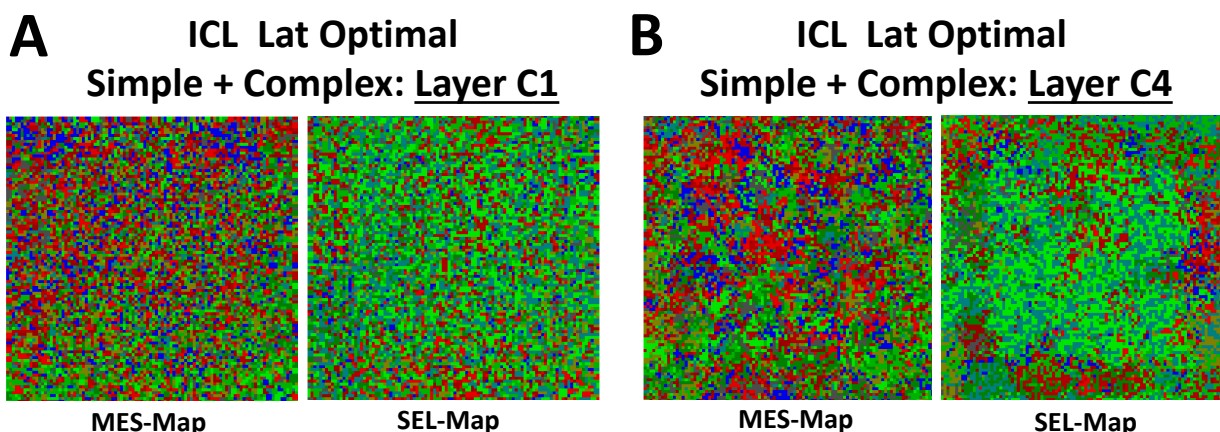 A
ICL Lat Optimal
Simple + Complex: Layer C1
MES-Map
SEL-Map
B
ICL Lat Optimal
Simple + Complex: Layer C4
MES-Map
SEL-Map